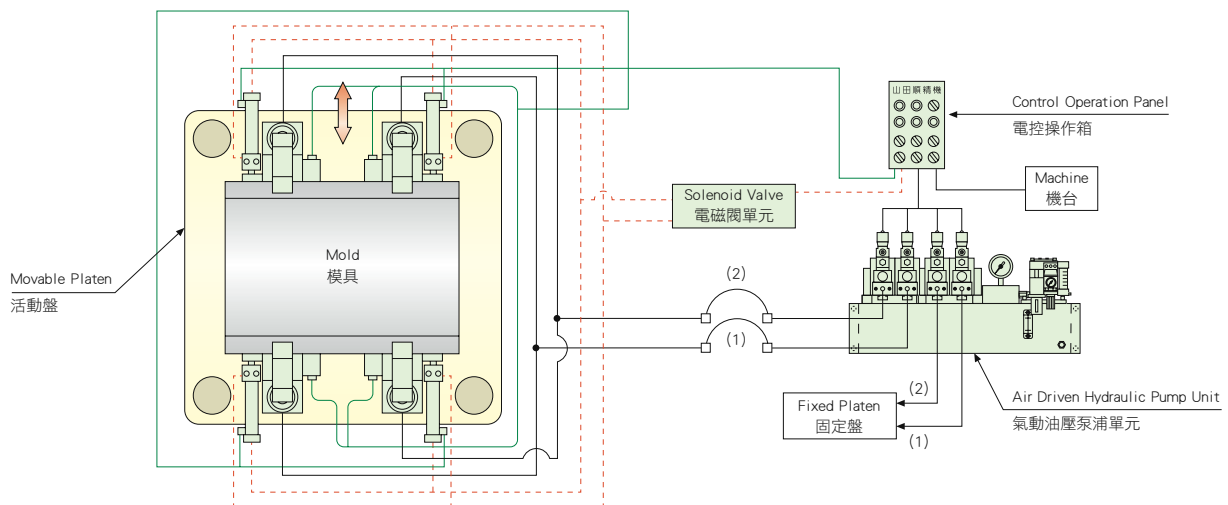 山田順精機
Control Operation Panel
電控操作箱
Machine
機台
Solenoid Valve
電磁閥單元
Mold
模具
Movable Platen
活動盤
(2)
(1)
(2)
Fixed Platen
固定盤
(1)
Air Driven Hydraulic Pump Unit
氣動油壓泵浦單元